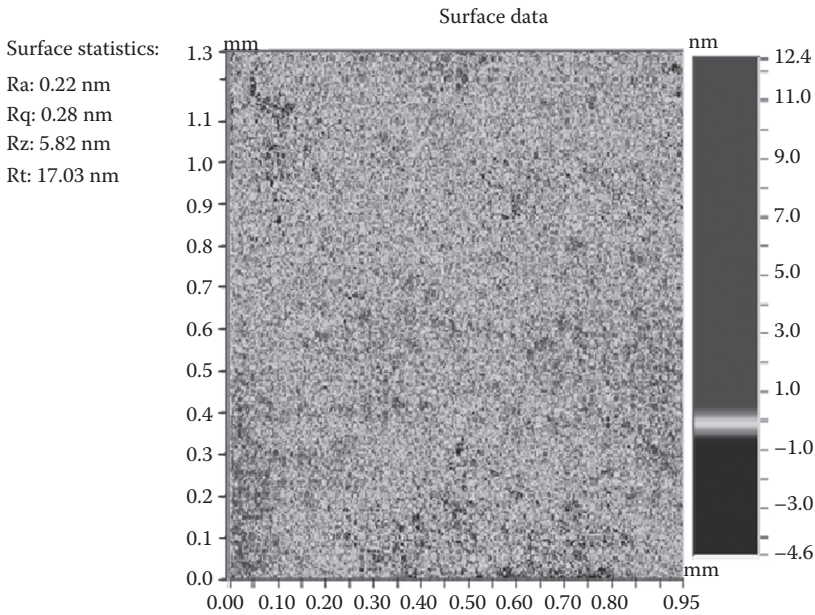 Surface data
Surface statistics:
Ra: 0.22 nm
Rq: 0.28 nm
Rz: 5.82 nm
Rt: 17.03 nm
mm
1.3
1.1
1.0
0.9
0.8
0.7
0.6
0.5
0.4
0.3
0.2
0.1
0.0
0.00 0.10 0.20 0.30 0.40 0.50 0.60 0.70 0.80 0.95
mm
nm
12.4
11.0
9.0
7.0
5.0
3.0
1.0
−1.0
−3.0
−4.6